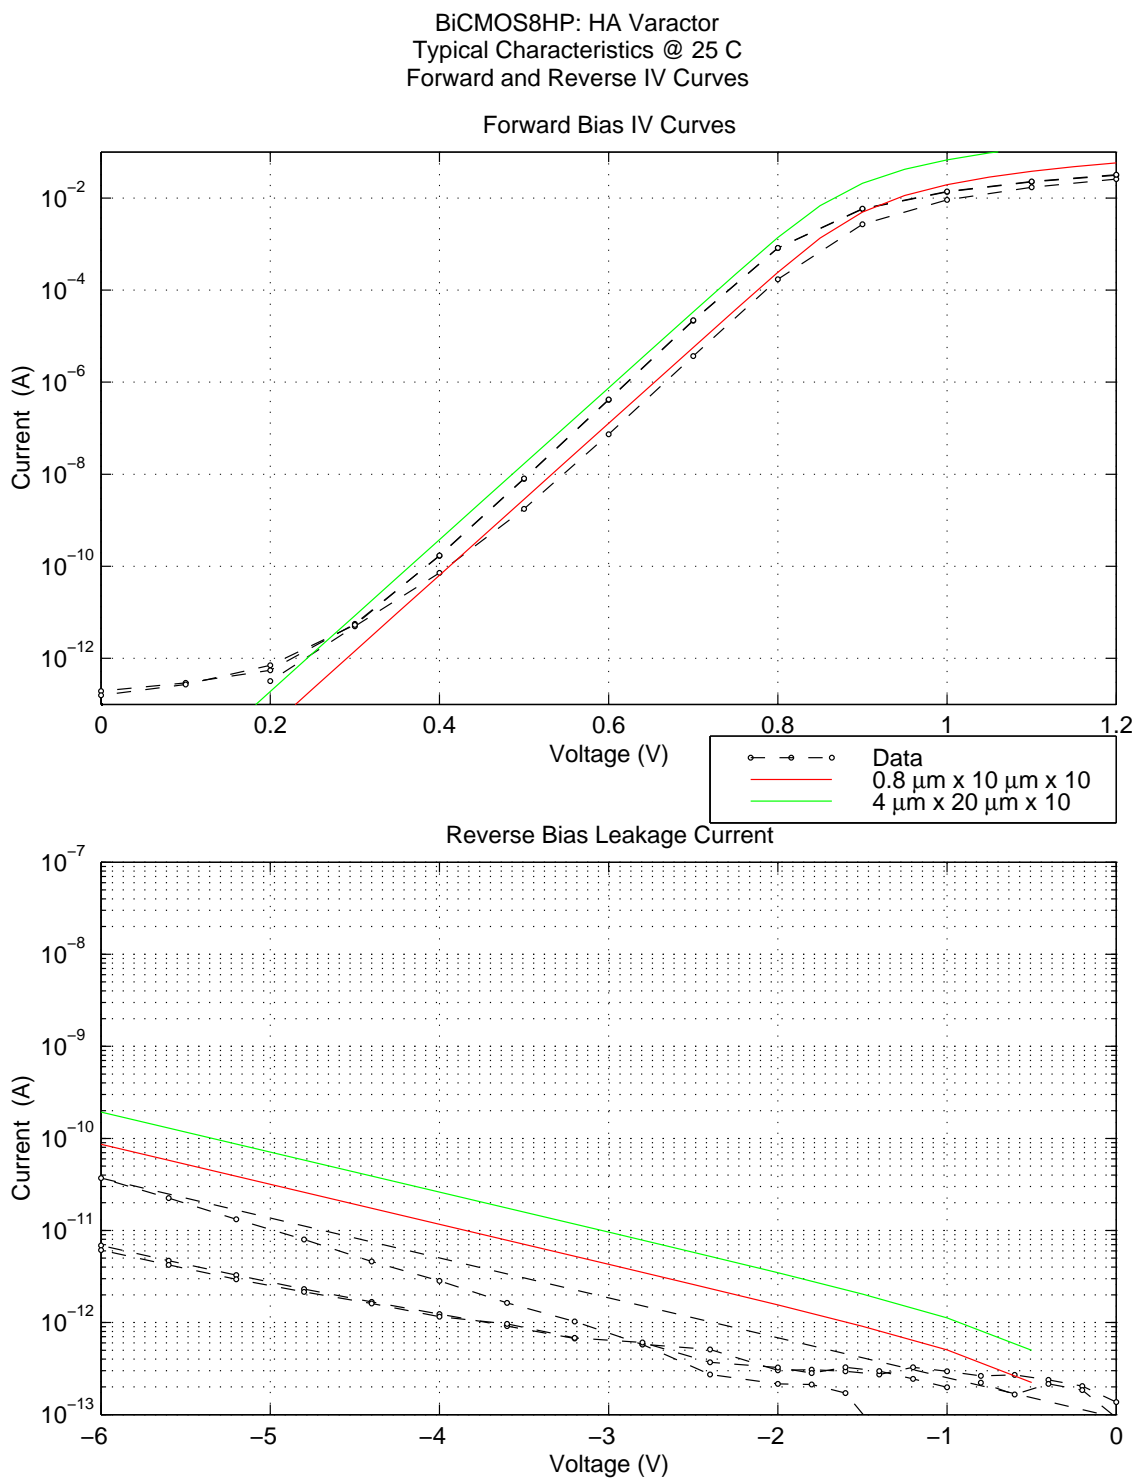 BiCMOS8HP: HA Varactor
Typical Characteristics @ 25 C
Forward and Reverse IV Curves
Forward Bias IV Curves
10⁻²
10⁻⁴
10⁻⁶
10⁻⁸
10⁻¹⁰
10⁻¹²
Current (A)
0 0.2 0.4 0.6 0.8 1 1.2
Voltage (V)
Data
0.8 μm x 10 μm x 10
4 μm x 20 μm x 10
Reverse Bias Leakage Current
10⁻⁷
10⁻⁸
10⁻⁹
10⁻¹⁰
10⁻¹¹
10⁻¹²
10⁻¹³
Current (A)
−6 −5 −4 −3 −2 −1 0
Voltage (V)